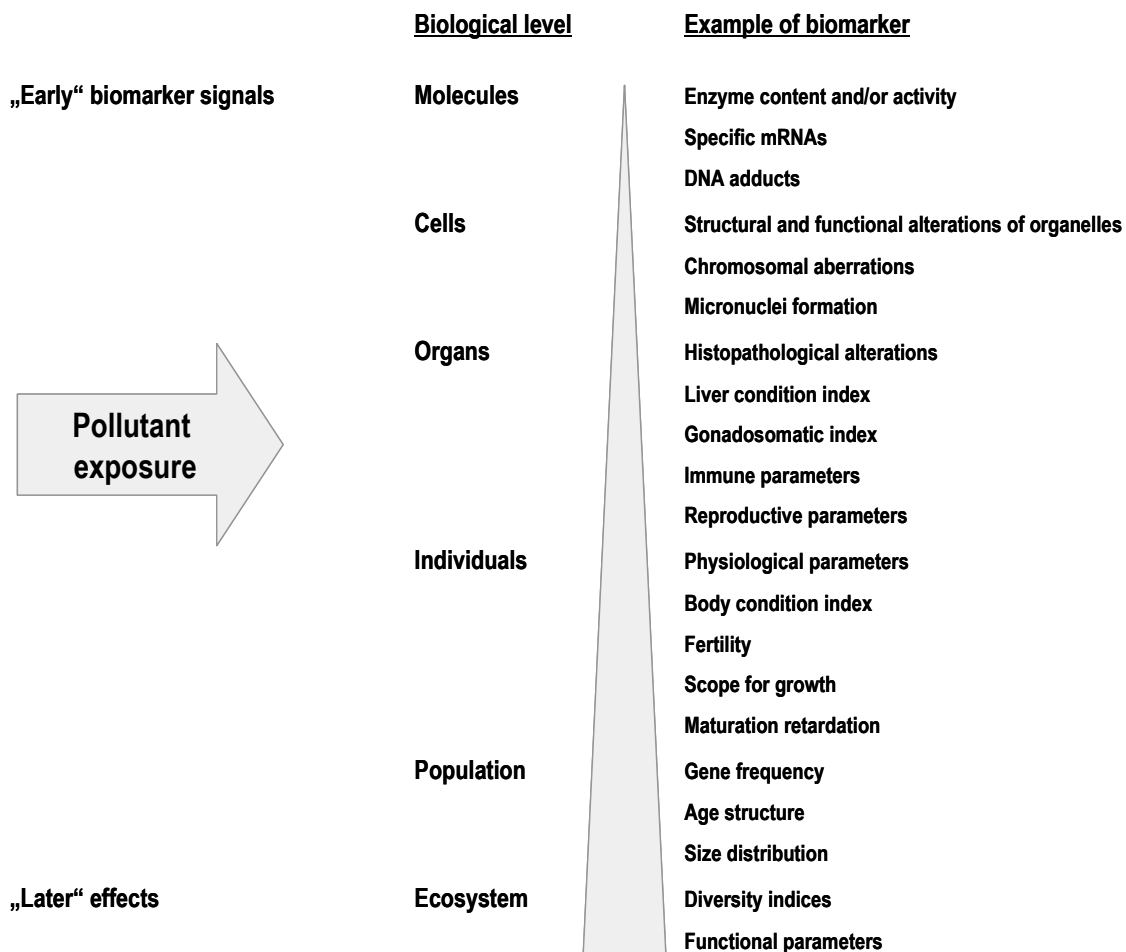 Biological level Example of biomarker
„Early“ biomarker signals Molecules Enzyme content and/or activity
Specific mRNAs
DNA adducts
Cells Structural and functional alterations of organelles
Chromosomal aberrations
Micronuclei formation
Organs Histopathological alterations
Liver condition index
Pollutant
exposure
Gonadosomatic index
Immune parameters
Reproductive parameters
Individuals Physiological parameters
Body condition index
Fertility
Scope for growth
Maturation retardation
Population Gene frequency
Age structure
Size distribution
„Later“ effects Ecosystem Diversity indices
Functional parameters